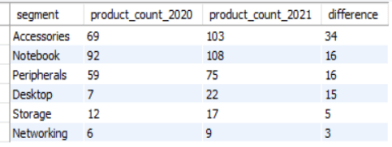 segment product_count_2020 product_count_2021 difference
Accessories 69 103 34
Notebook 92 108 16
Peripherals 59 75 16
Desktop 7 22 15
Storage 12 17 5
Networking 6 9 3